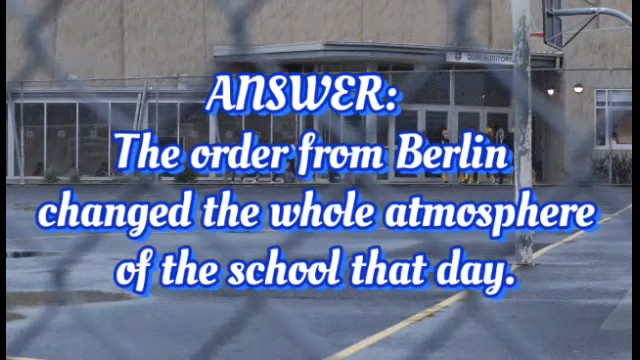 ANSWER:
The order from Berlin
changed the whole atmosphere
of the school that day.